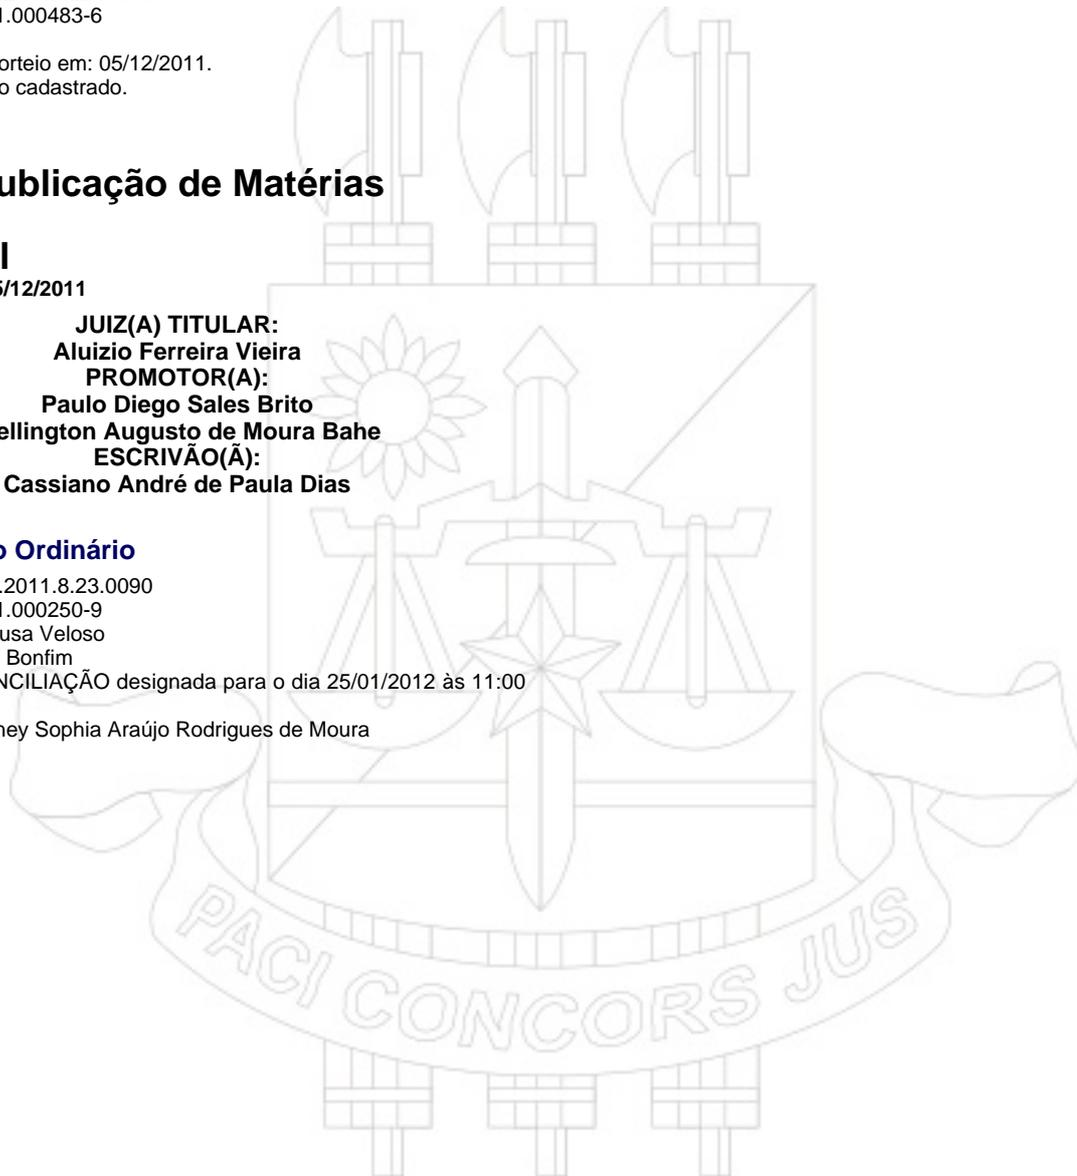 1.000483-6
orteio em: 05/12/2011.
o cadastrado.
ublicação de Matérias
l
5/12/2011
JUIZ(A) TITULAR:
Aluizio Ferreira Vieira
PROMOTOR(A):
Paulo Diego Sales Brito
ellington Augusto de Moura Bahe
ESCRIVÃO(Ã):
Cassiano André de Paula Dias
o Ordinário
.2011.8.23.0090
1.000250-9
usa Veloso
Bonfim
NCILIAÇÃO designada para o dia 25/01/2012 às 11:00
ney Sophia Araújo Rodrigues de Moura
PACI CONCORS JUS